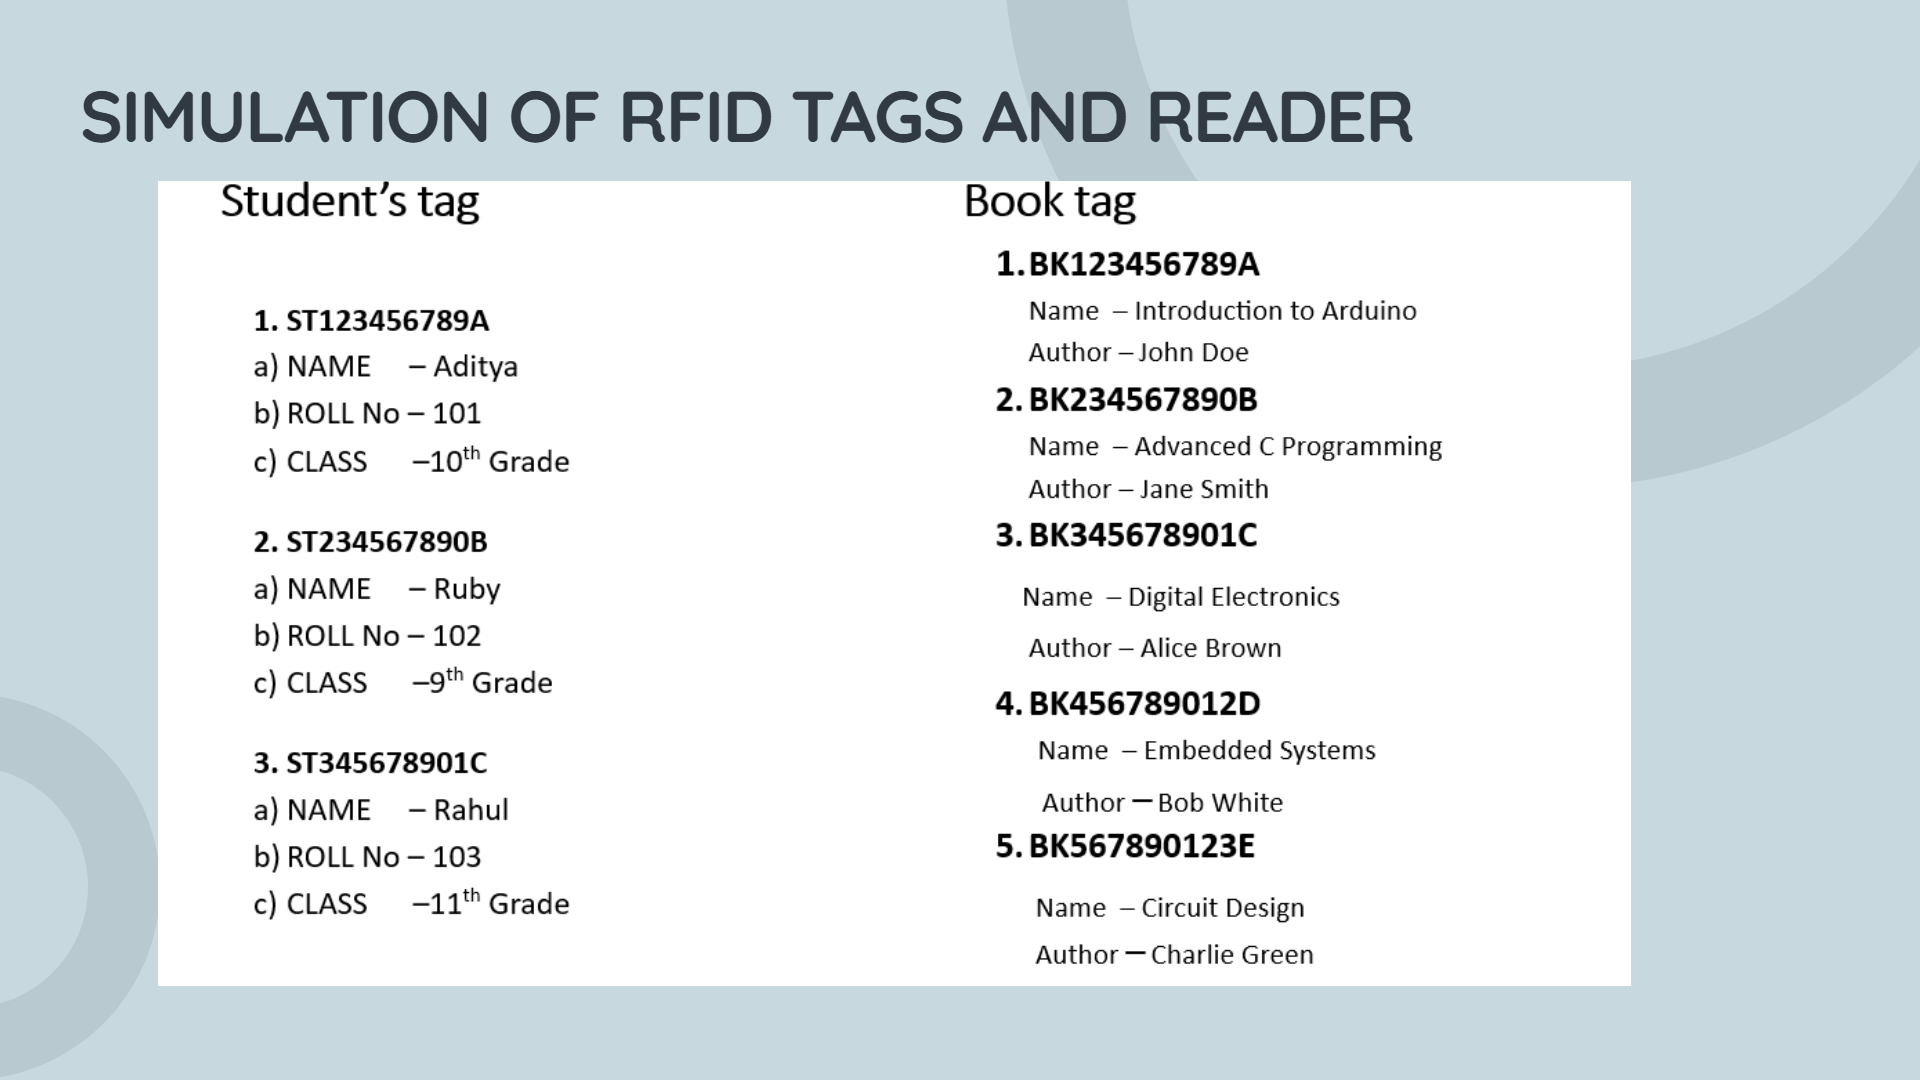 SIMULATION OF RFID TAGS AND READER
Student’s tag
1. ST123456789A
a) NAME – Aditya
b) ROLL No – 101
c) CLASS –10th Grade
2. ST234567890B
a) NAME – Ruby
b) ROLL No – 102
c) CLASS –9th Grade
3. ST345678901C
a) NAME – Rahul
b) ROLL No – 103
c) CLASS –11th Grade
Book tag
1. BK123456789A
Name – Introduction to Arduino
Author – John Doe
2. BK234567890B
Name – Advanced C Programming
Author – Jane Smith
3. BK345678901C
Name – Digital Electronics
Author – Alice Brown
4. BK456789012D
Name – Embedded Systems
Author – Bob White
5. BK567890123E
Name – Circuit Design
Author – Charlie Green